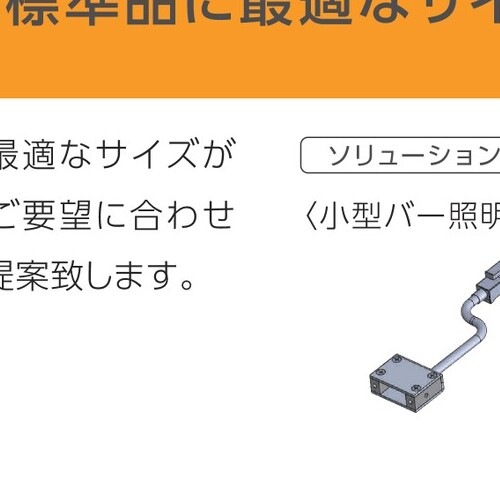 標準品に最適なサイ
最適なサイズが
ご要望に合わせ
提案致します。
ソリューション
〈小型バー照明